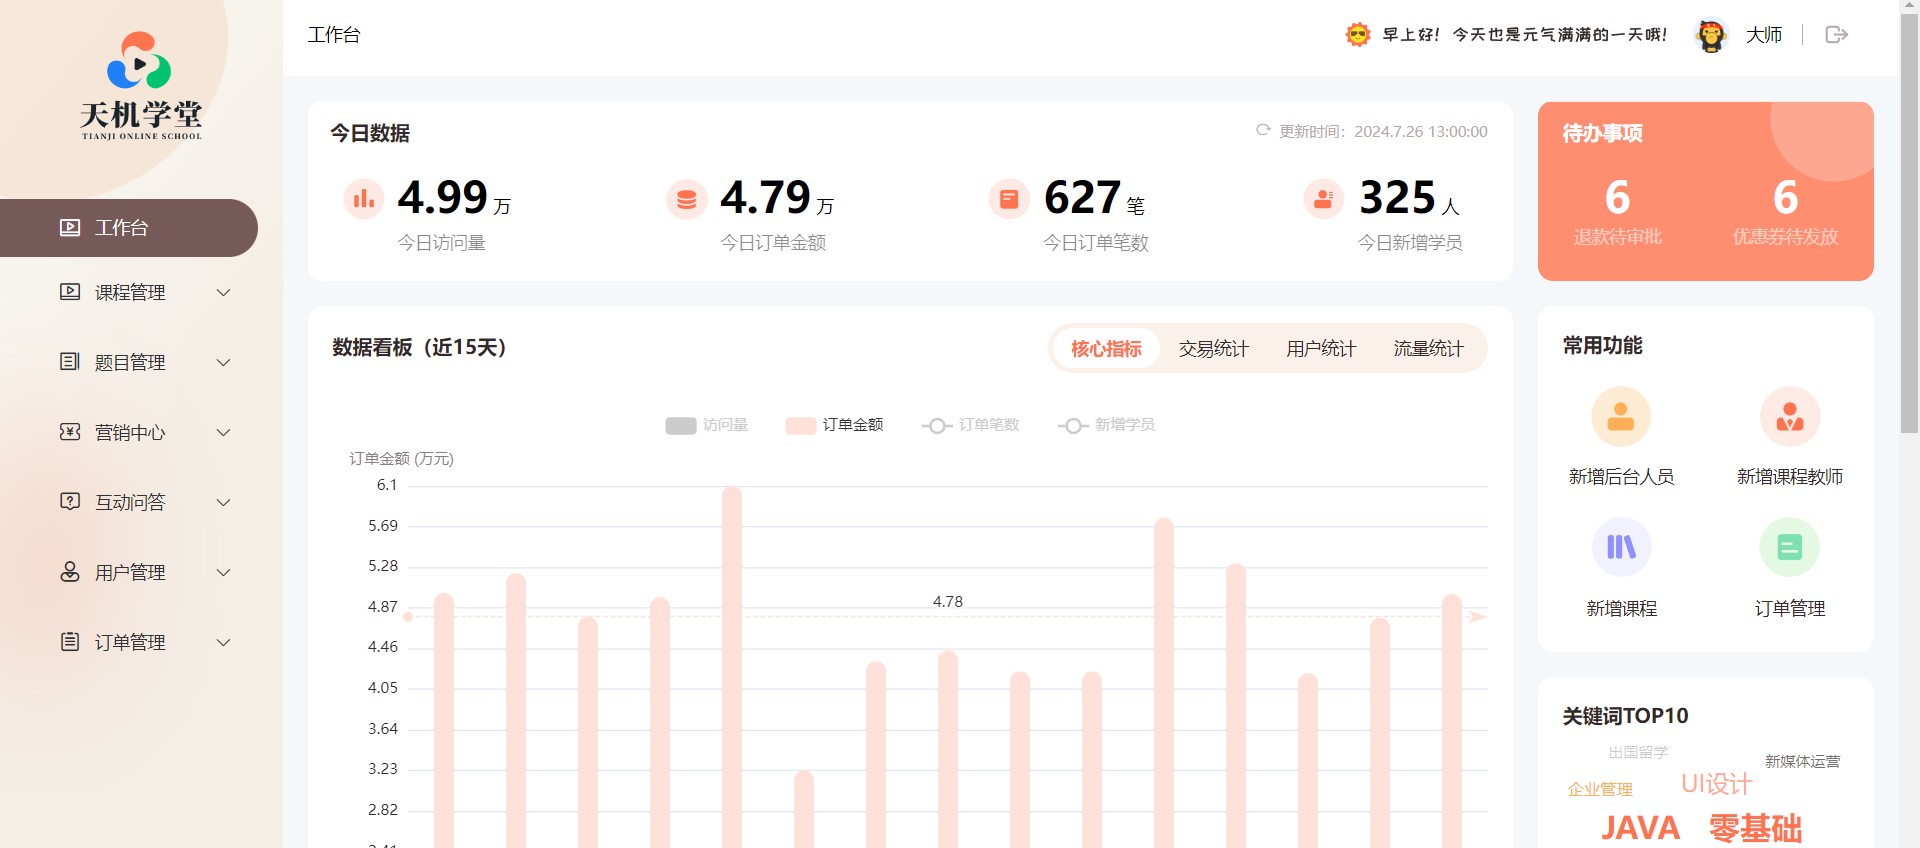 天机学堂
TIANJI ONLINE SCHOOL
工作台
课程管理
题目管理
营销中心
互动问答
用户管理
订单管理
工作台
早上好！今天也是元气满满的一天哦！
大师
今日数据
更新时间：2024.7.26 13:00:00
4.99 万
今日访问量
4.79 万
今日订单金额
627 笔
今日订单笔数
325 人
今日新增学员
待办事项
6
退款待审批
6
优惠券待发放
数据看板（近15天）
核心指标 交易统计 用户统计 流量统计
访问量 订单金额 订单笔数 新增学员
订单金额 (万元)
6.1
5.69
5.28
4.87
4.78
4.46
4.05
3.64
3.23
2.82
常用功能
新增后台人员
新增课程教师
新增课程
订单管理
关键词TOP10
出国留学
新媒体运营
企业管理
UI设计
JAVA
零基础